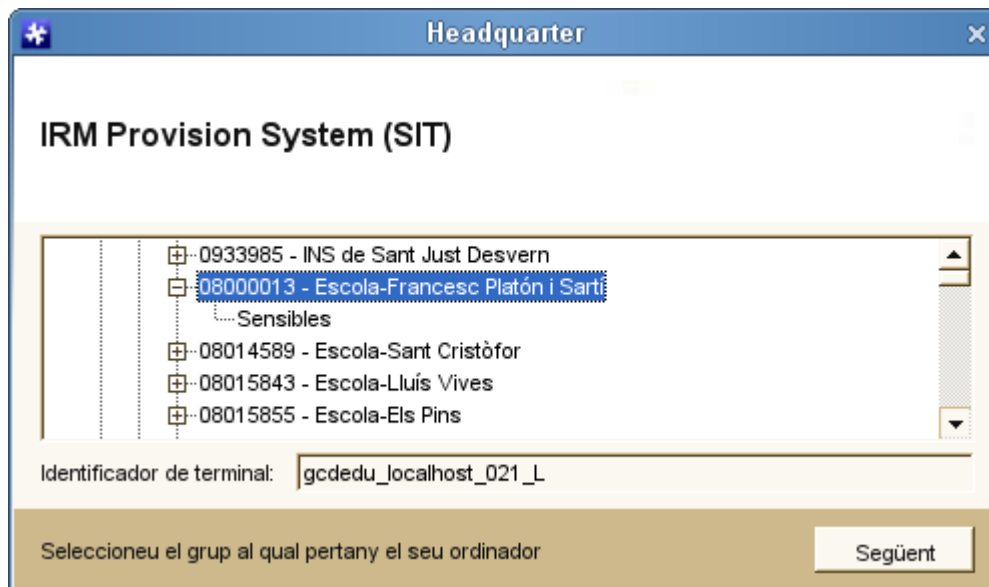 Headquarter
IRM Provision System (SIT)
0933985 - INS de Sant Just Desvern
08000013 - Escola-Francesc Platón i Sartí
Sensibles
08014589 - Escola-Sant Cristòfor
08015843 - Escola-Lluís Vives
08015855 - Escola-Els Pins
Identificador de terminal: gcdedu_localhost_021_L
Seleccioneu el grup al qual pertany el seu ordinador
Següent